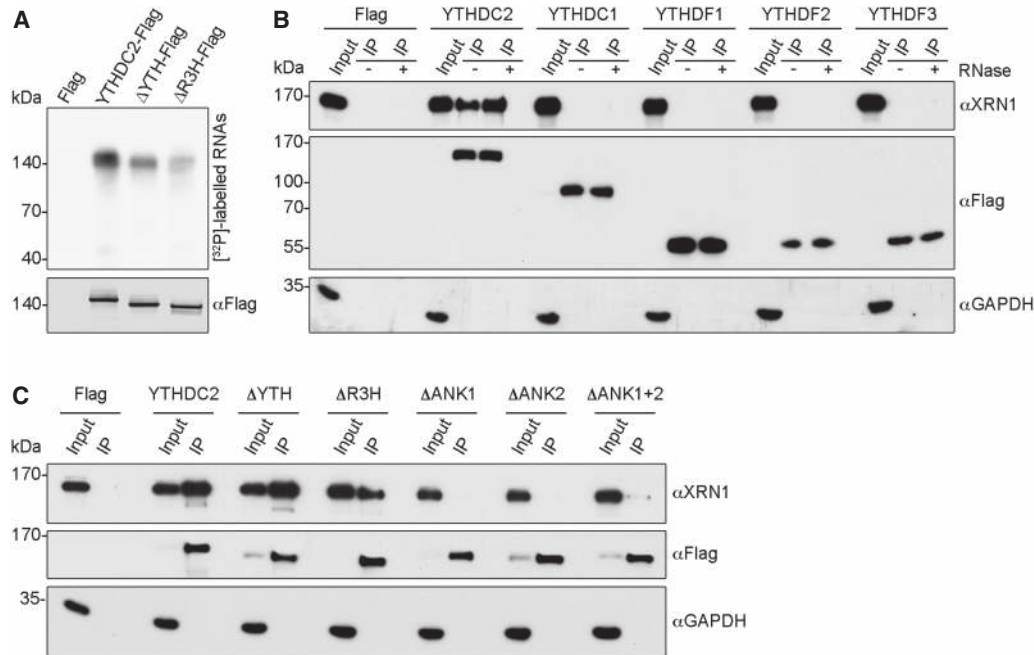 A
Flag
YTHDC2-Flag
ΔYTH-Flag
ΔR3H-Flag
kDa
140
70
40
[³²P]-labelled RNAs
140
αFlag
B
Flag YTHDC2 YTHDC1 YTHDF1 YTHDF2 YTHDF3
Input IP IP Input IP IP Input IP IP Input IP IP Input IP IP Input IP IP
kDa - + - + - + - + - + - + RNase
170
αXRN1
170
100
70
55
αFlag
35
αGAPDH
C
Flag YTHDC2 ΔYTH ΔR3H ΔANK1 ΔANK2 ΔANK1+2
Input IP Input IP Input IP Input IP Input IP Input IP Input IP
kDa
170
αXRN1
170
αFlag
35
αGAPDH